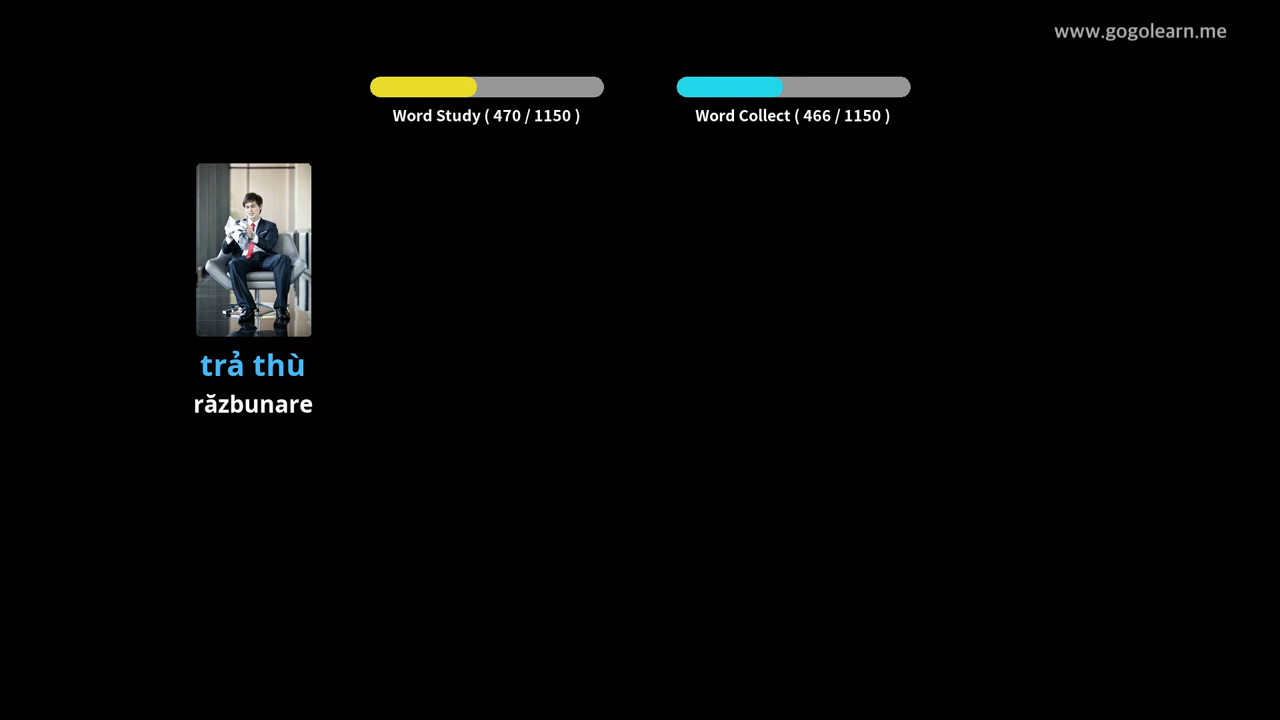 www.gogolearn.me
Word Study ( 470 / 1150 )
Word Collect ( 466 / 1150 )
trả thù
răzbunare